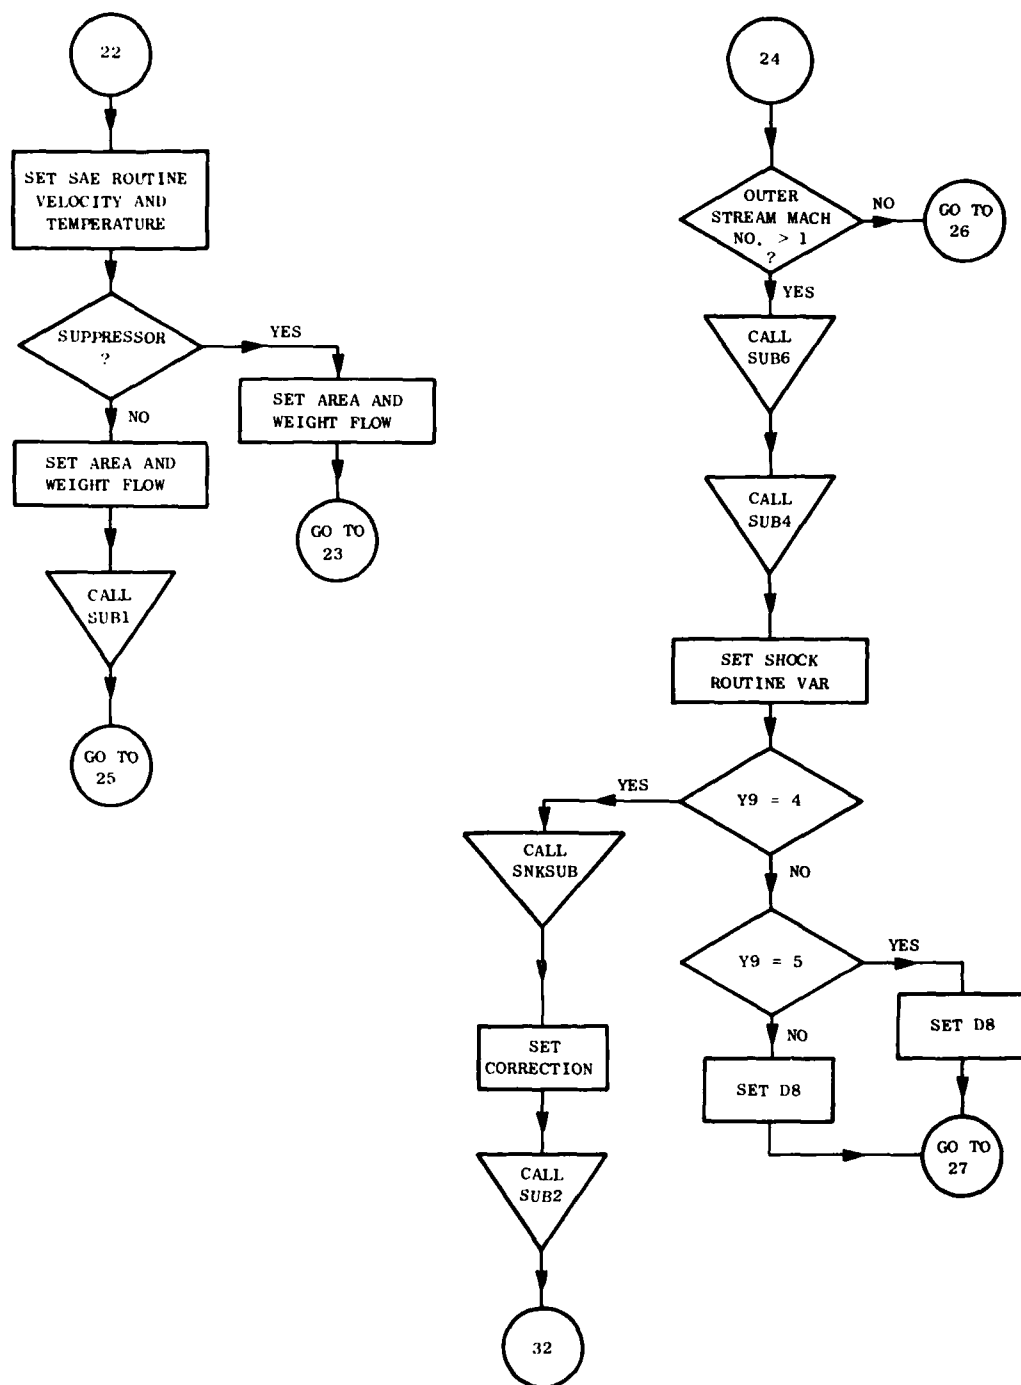 22
SET SAE ROUTINE
VELOCITY AND
TEMPERATURE
SUPPRESSOR
?
YES
NO
SET AREA AND
WEIGHT FLOW
GO TO
23
SET AREA AND
WEIGHT FLOW
CALL
SUB1
GO TO
25
24
OUTER
STREAM MACH
NO. > 1
?
NO
GO TO
26
YES
CALL
SUB6
CALL
SUB4
SET SHOCK
ROUTINE VAR
Y9 = 4
YES
CALL
SNKSUB
SET
CORRECTION
CALL
SUB2
32
NO
Y9 = 5
YES
SET D8
NO
SET D8
GO TO
27